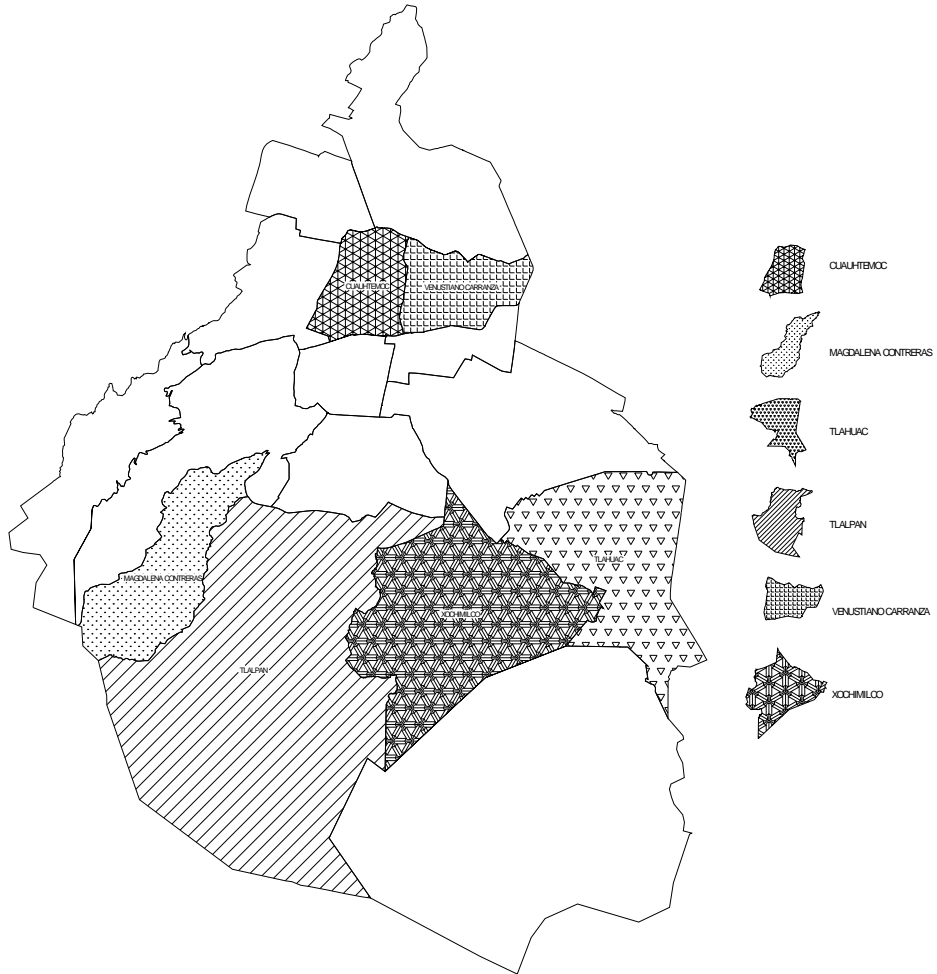 CUAUHTEMOC
VENUSTIANO CARRANZA
MAGDALENA CONTRERAS
TLAHUAC
XOCHIMILCO
TLALPAN
CUAUHTEMOC
MAGDALENA CONTRERAS
TLAHUAC
TLALPAN
VENUSTIANO CARRANZA
XOCHIMILCO